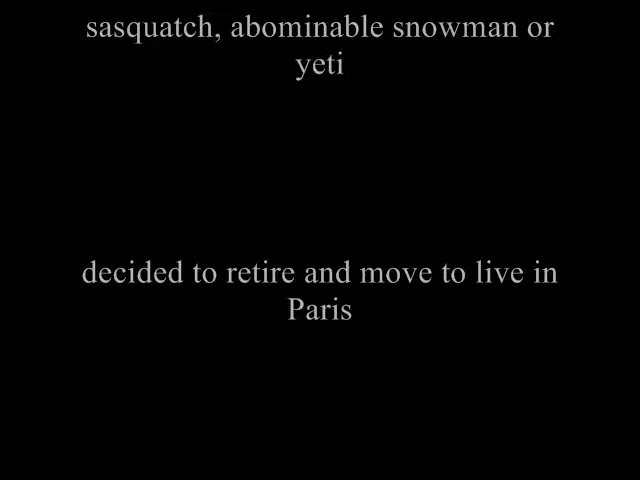 sasquatch, abominable snowman or
yeti
decided to retire and move to live in
Paris